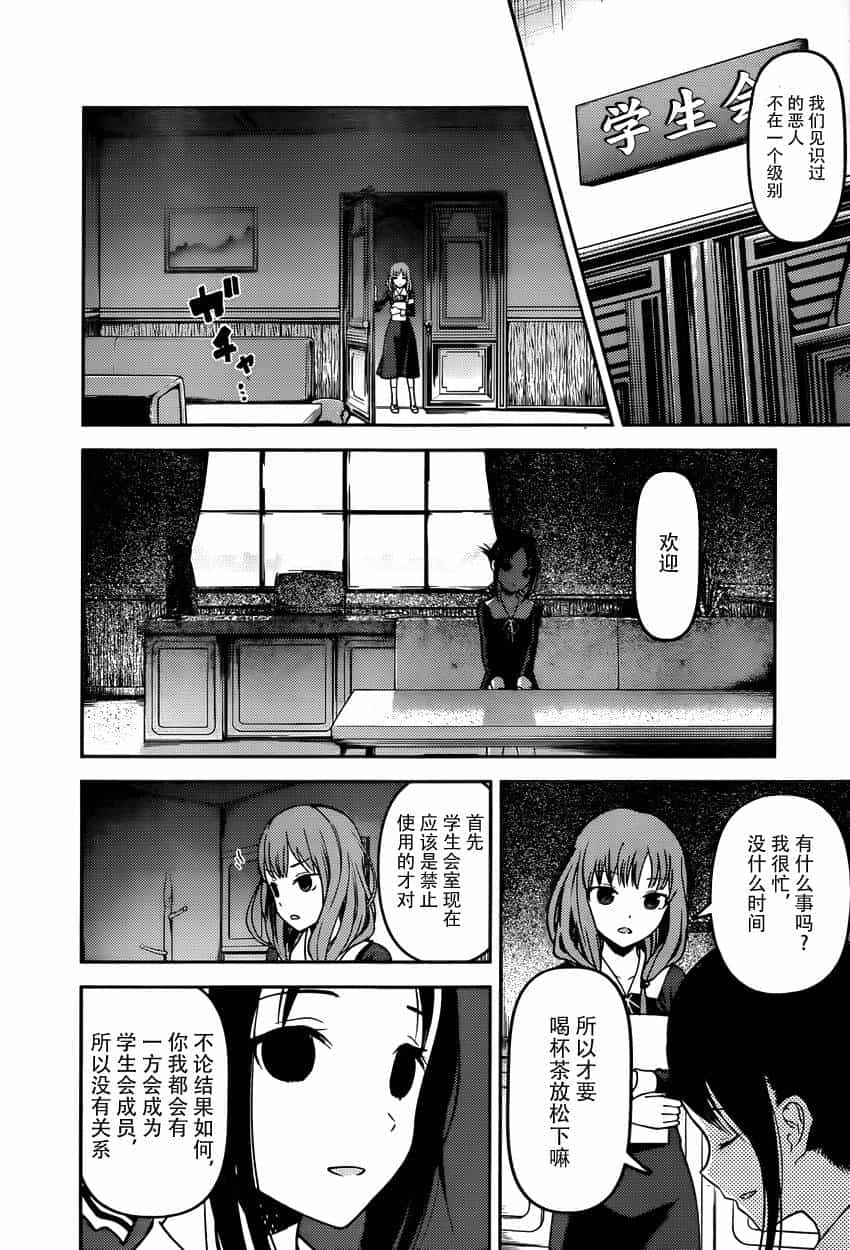 学生会
我们见识过
的恶人
不在一个级别
ガチャ…
欢迎
有什么事吗?
我很忙,
没什么时间
所以才要
喝杯茶放松下嘛
首先
学生会室现在
应该是禁止
使用的才对
不论结果如何,
你我都会有
一方会成为
学生会成员,
所以没有关系